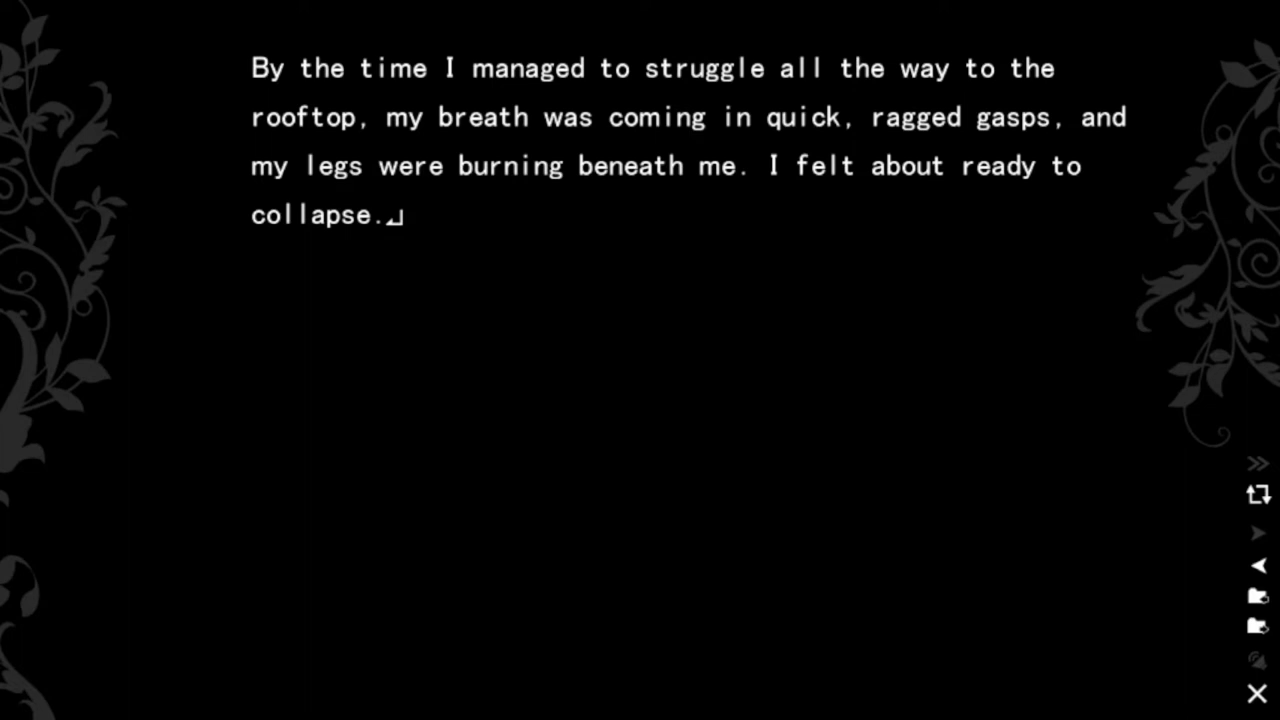 By the time I managed to struggle all the way to the
rooftop, my breath was coming in quick, ragged gasps, and
my legs were burning beneath me. I felt about ready to
collapse.